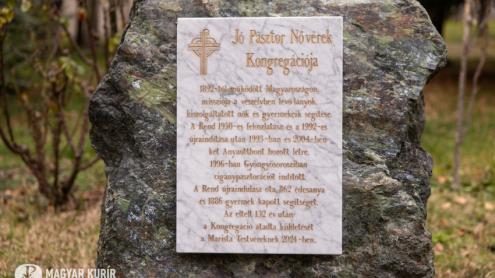 Jó Pásztor Nővérek
Kongregációja
1892-től működött Magyarországon,
missziója a veszélyben lévő lányok,
kiszolgáltatott nők és gyermekeik segítése.
A Rend 1950-es feloszlatása és a 1992-es
újraindítása után 1993-ban és 2004-ben
két Anyaotthont hozott létre,
1996-ban Gyöngyösorosziban
cigánypasztorációt indított.
A Rend újraindulása óta, 862 édesanya
és 1886 gyermek kapott segítséget.
Az eltelt 132 év után
a Kongregáció átadta küldetését
a Marista Testvéreknek 2024-ben.
MAGYAR KURÍR